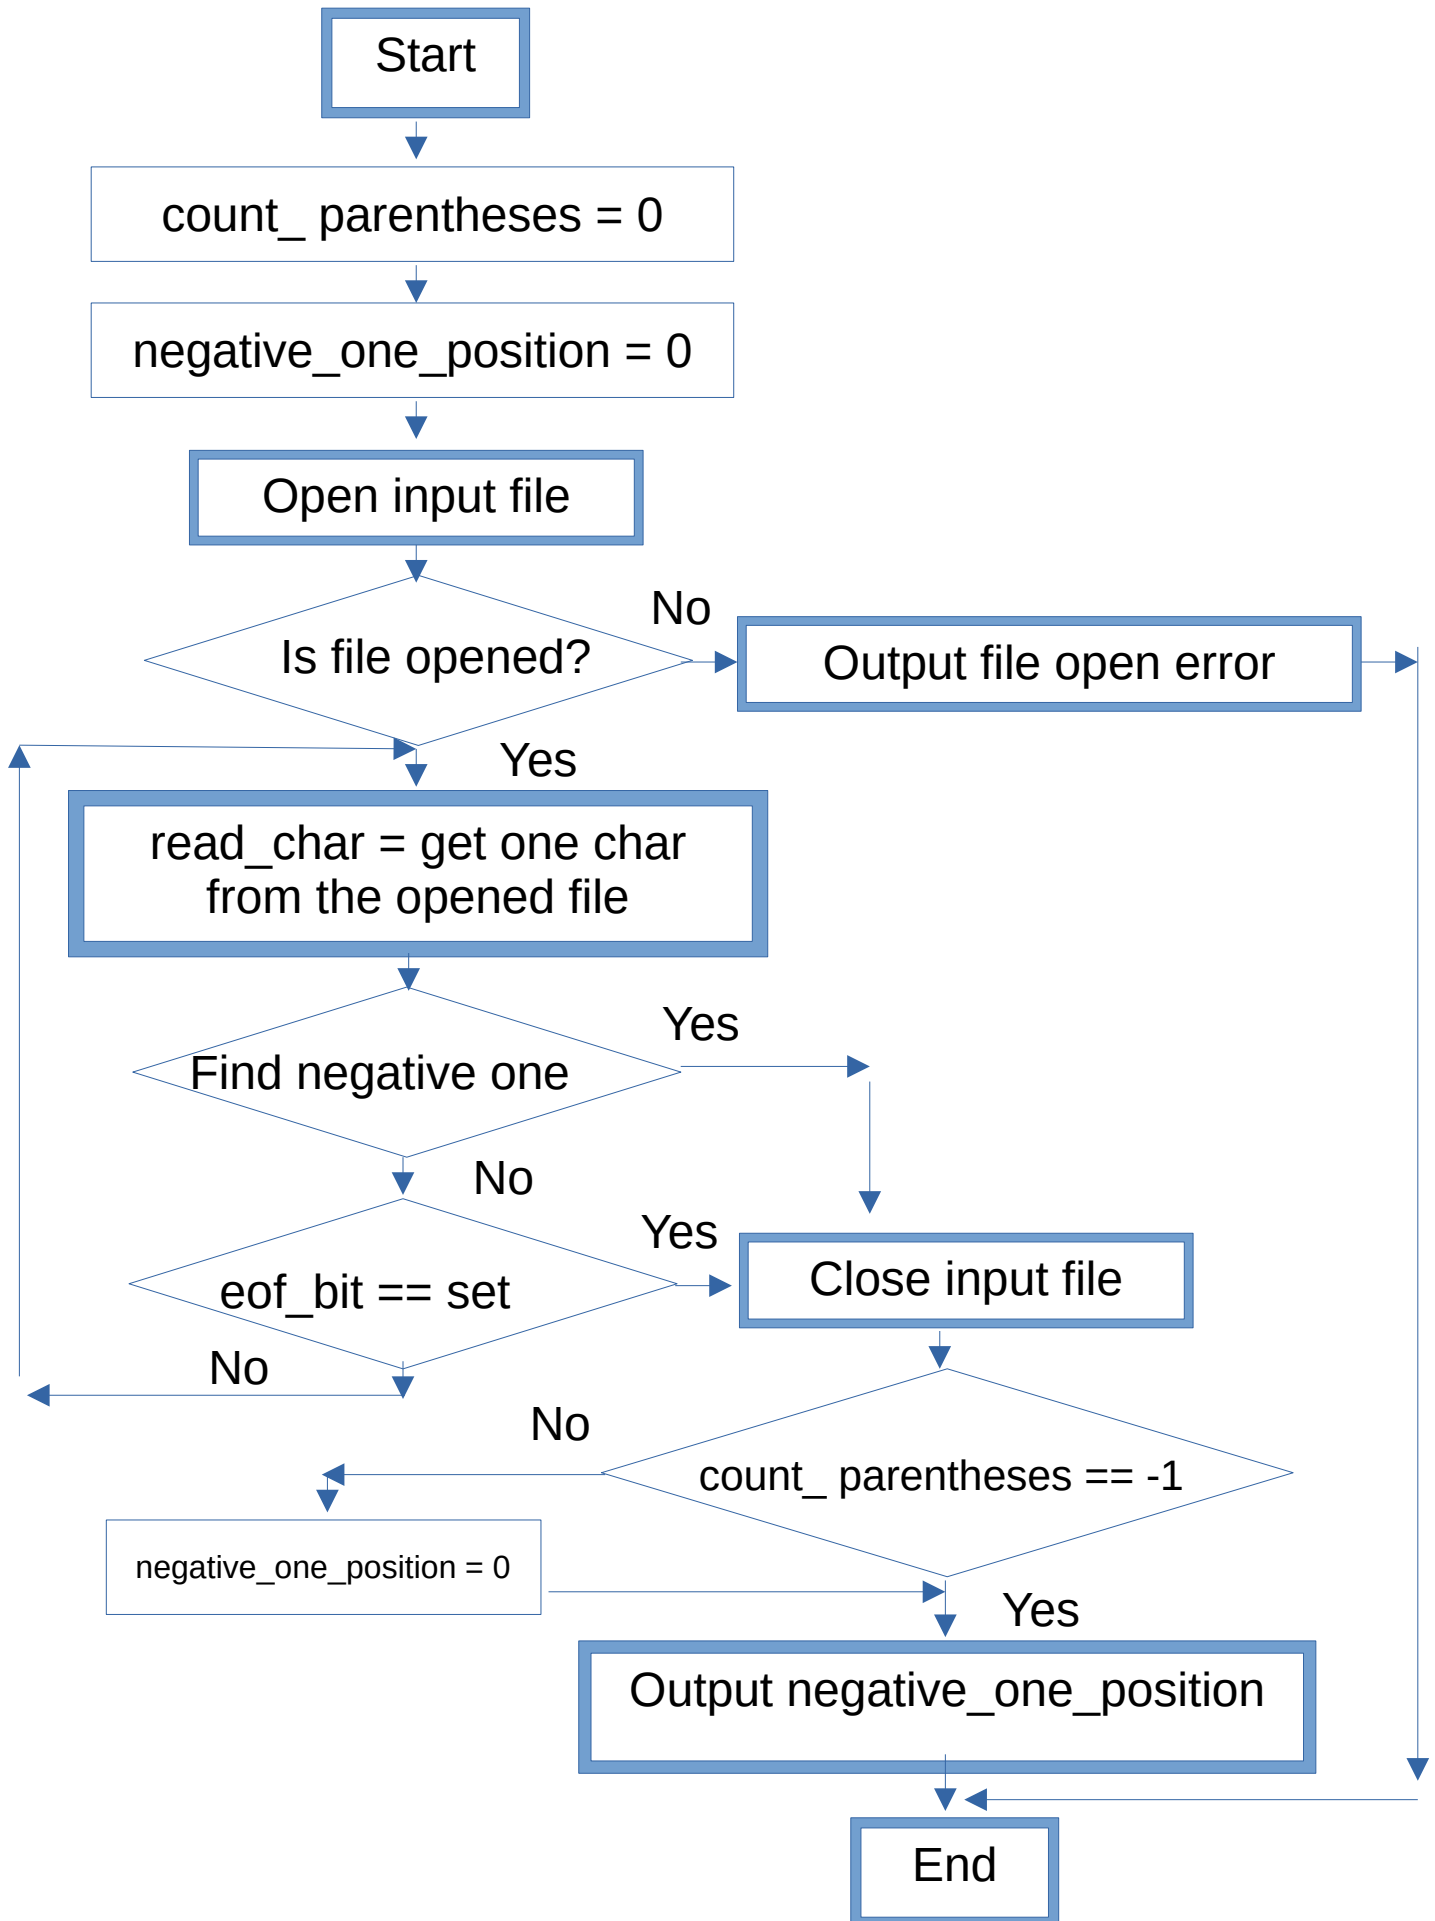 Start
count_ parentheses = 0
negative_one_position = 0
Open input file
Is file opened?
No
Output file open error
Yes
read_char = get one char
from the opened file
Find negative one
Yes
No
eof_bit == set
Yes
Close input file
No
No
count_ parentheses == -1
negative_one_position = 0
Yes
Output negative_one_position
End